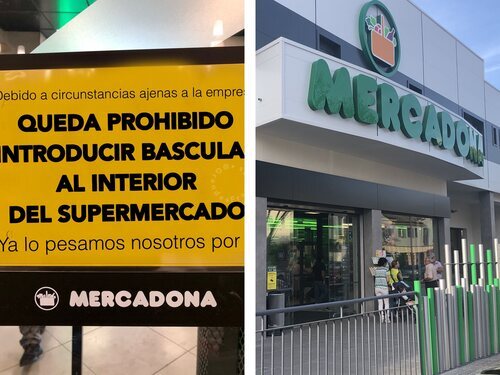 Debido a circunstancias ajenas a la empres
QUEDA PROHIBIDO
INTRODUCIR BASCULA
AL INTERIOR
DEL SUPERMERCADO
Ya lo pesamos nosotros por
MERCADONA
MERCADONA